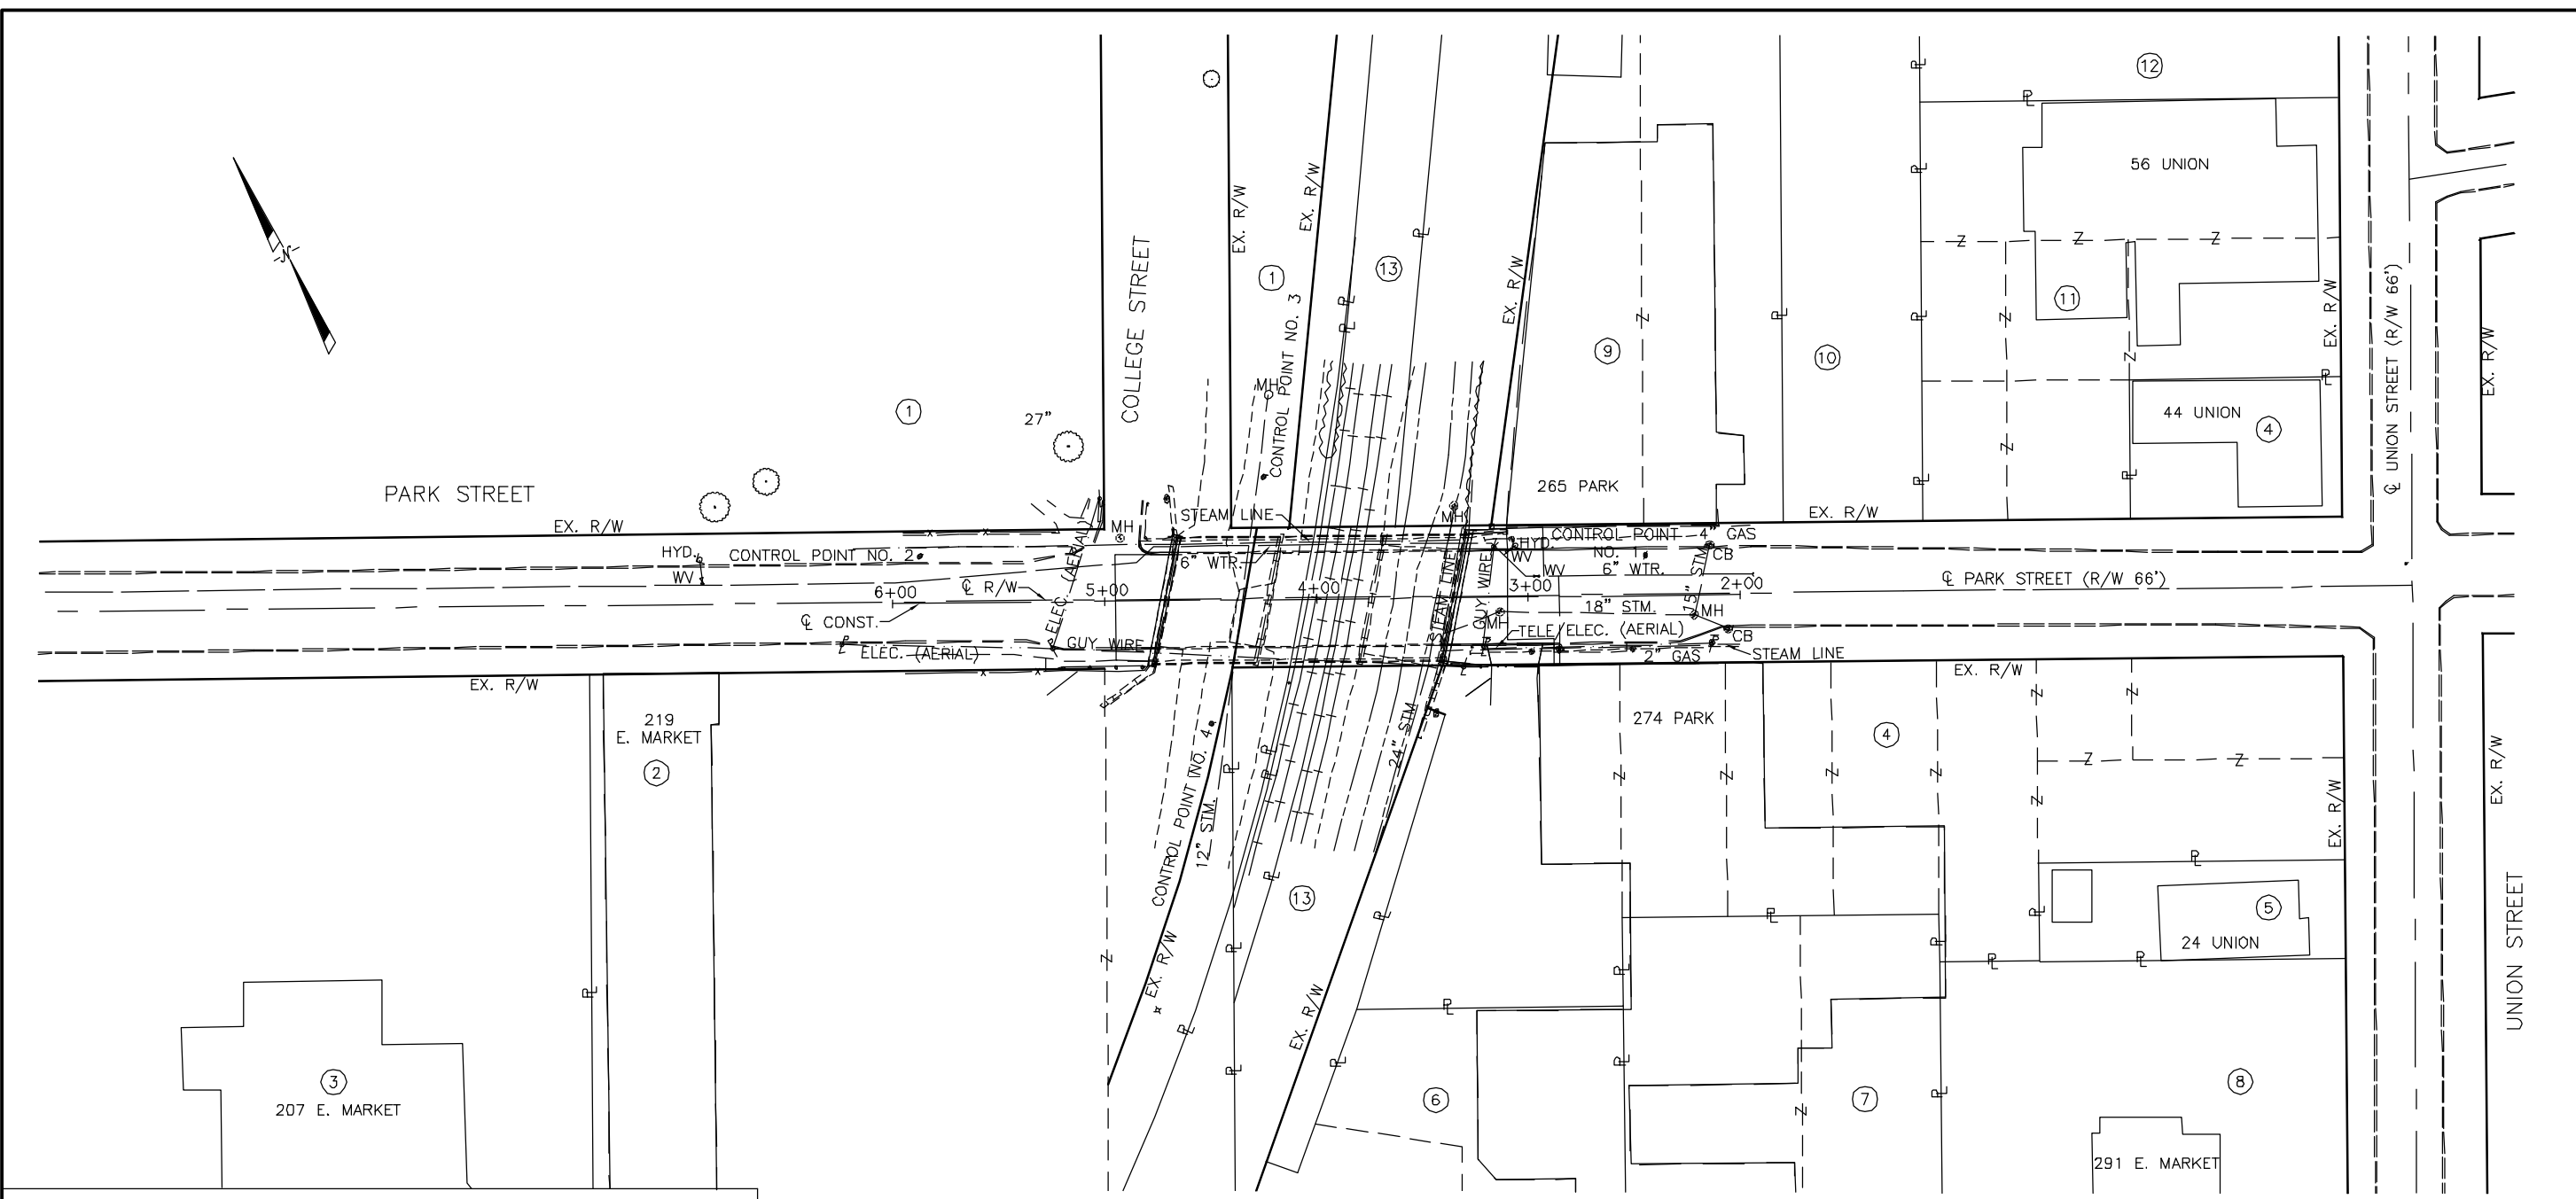 12
56 UNION
N
COLLEGE STREET
EX. R/W
EX. R/W
EX. R/W
1
13
CONTROL POINT NO. 3
MH
9
10
11
44 UNION
4
EX. R/W
℄ UNION STREET (R/W 66')
EX. R/W
1
27"
PARK STREET
265 PARK
EX. R/W
EX. R/W
MH
STEAM LINE
MH
CONTROL POINT
NO. 1
4" GAS
HYD.
WV
CONTROL POINT NO. 2
ELEC. (AERIAL)
6" WTR.
STEAM LINE
GUY WIRE
HYD.
WV
WV
6" WTR.
15" STM.
CB
6+00
℄ R/W
5+00
4+00
3+00
2+00
℄ PARK STREET (R/W 66')
℄ CONST.
18" STM.
MH
GMH
GUY WIRE
ELEC. (AERIAL)
TELE/ELEC. (AERIAL)
CB
2" GAS
STEAM LINE
EX. R/W
EX. R/W
219
E. MARKET
2
CONTROL POINT NO. 4
12" STM.
24" STM
274 PARK
4
EX. R/W
EX. R/W
13
EX. R/W
EX. R/W
5
24 UNION
UNION STREET
3
207 E. MARKET
6
7
8
291 E. MARKET